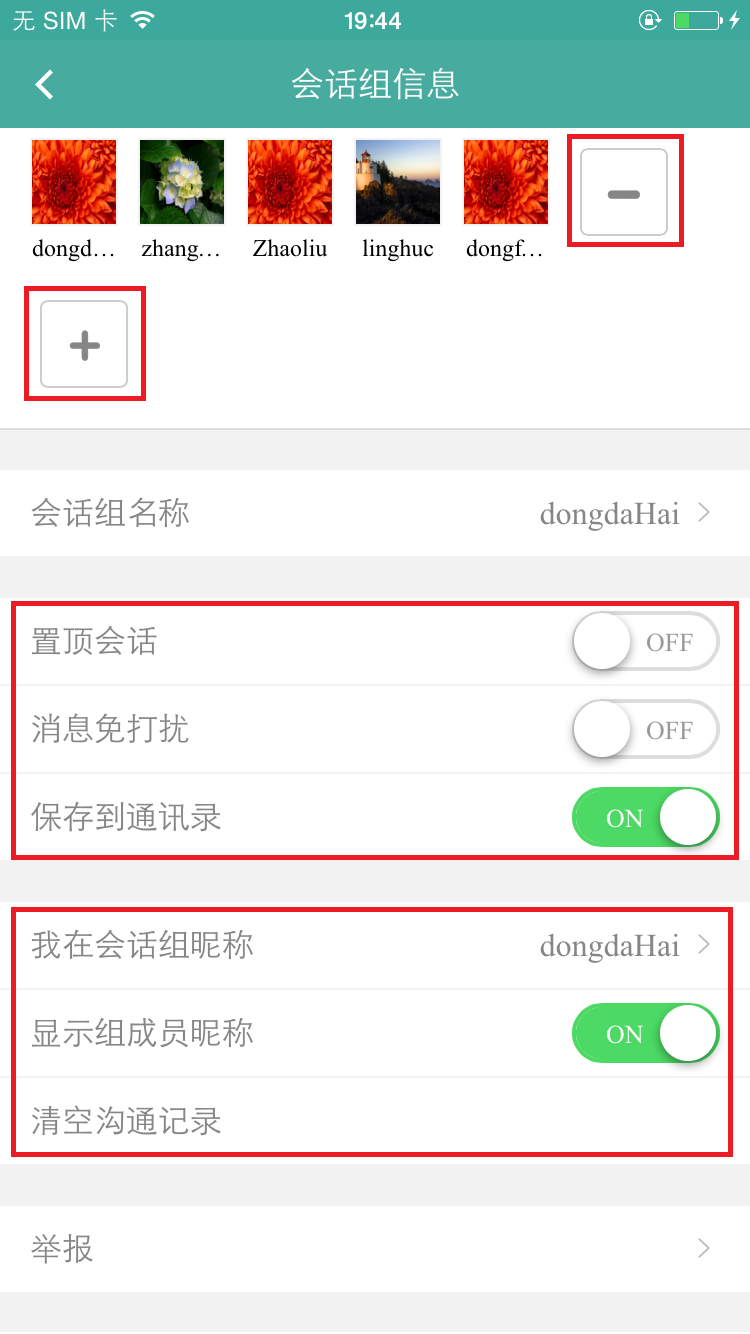 无 SIM 卡 19:44
会话组信息
dongd… zhang… Zhaoliu linghuc dongf…
会话组名称 dongdaHai
置顶会话 OFF
消息免打扰 OFF
保存到通讯录 ON
我在会话组昵称 dongdaHai
显示组成员昵称 ON
清空沟通记录
举报